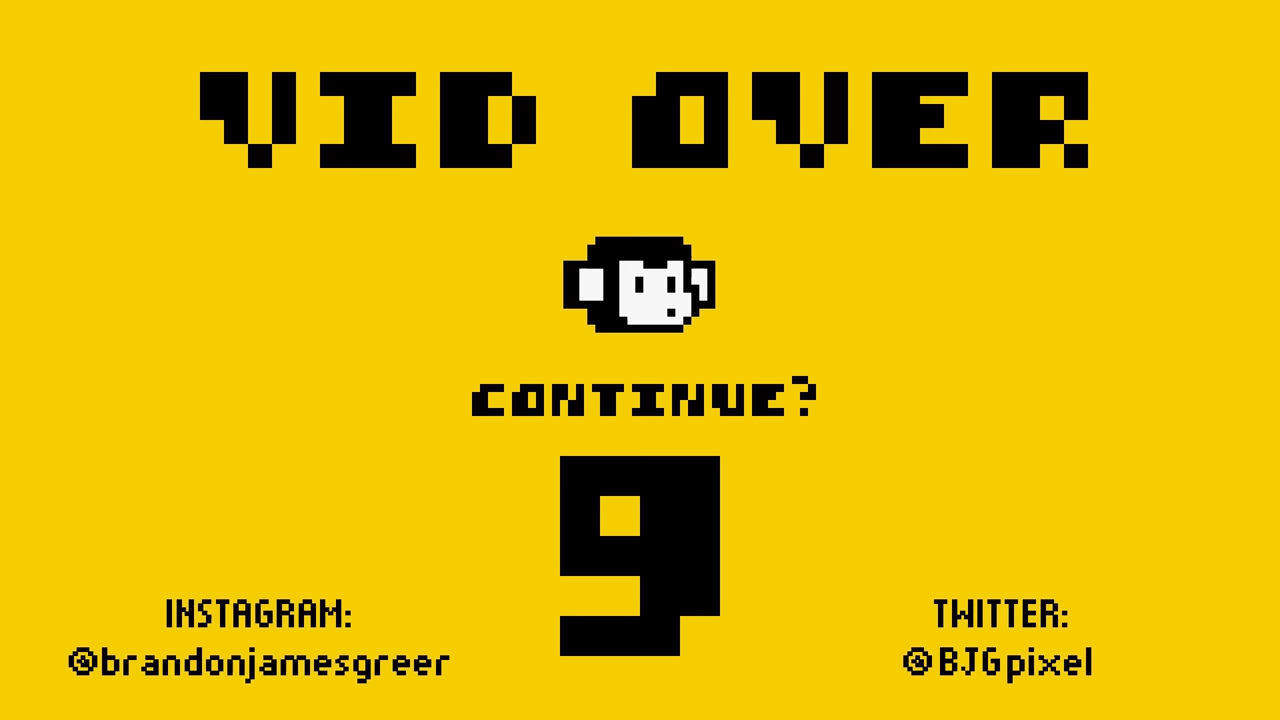 VID OVER
CONTINUE?
9
INSTAGRAM:
@brandonjamesgreer
TWITTER:
@BJGpixel